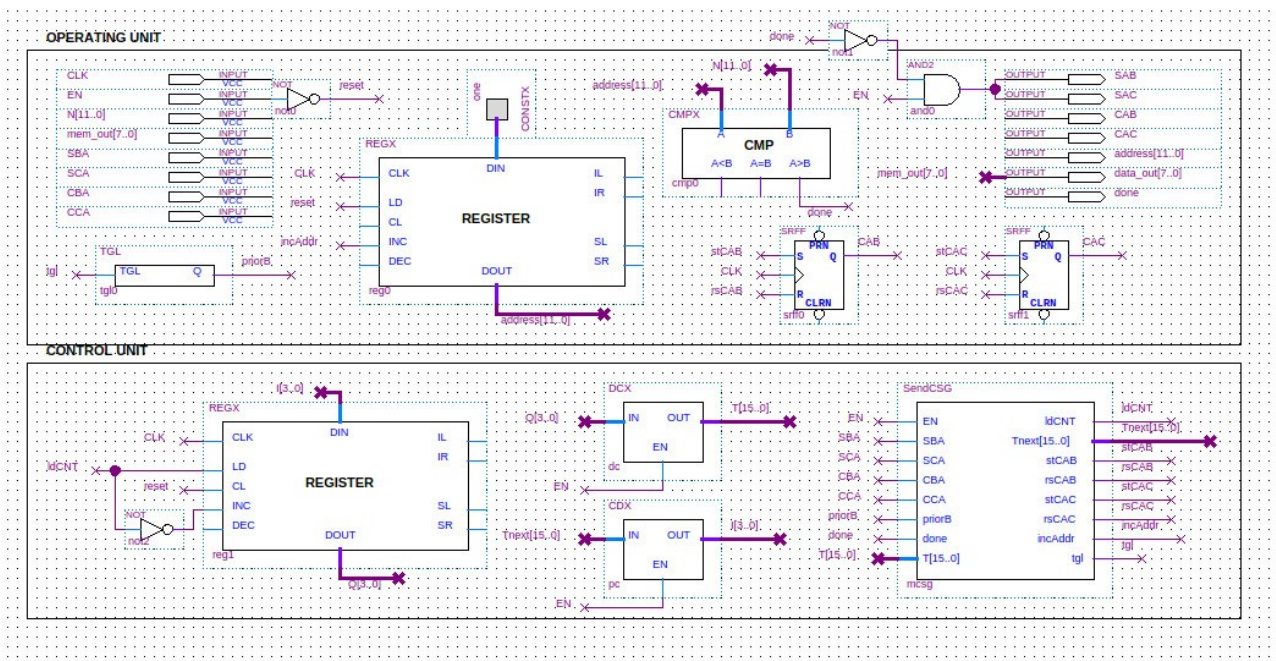 OPERATING UNIT
CLK
EN
N[11..0]
mem_out[7..0]
SBA
SCA
CBA
CCA
INPUT
VCC
INPUT
VCC
INPUT
VCC
INPUT
VCC
INPUT
VCC
INPUT
VCC
INPUT
VCC
INPUT
VCC
NOT
not0
reset
TGL
tgl
TGL Q
tgl0
priorB
one
CONSTX
REGX
CLK
reset
incAddr
DIN
CLK
LD
CL
INC
DEC
REGISTER
IL
IR
SL
SR
DOUT
reg0
address[11..0]
N[11..0]
address[11..0]
CMPX
A B
CMP
A<B A=B A>B
cmp0
done
done
NOT
not1
AND2
EN
and0
mem_out[7..0]
OUTPUT SAB
OUTPUT SAC
OUTPUT CAB
OUTPUT CAC
OUTPUT address[11..0]
OUTPUT data_out[7..0]
OUTPUT done
SRFF
stCAB
CLK
rsCAB
PRN
S Q
R
CLRN
srff0
CAB
SRFF
stCAC
CLK
rsCAC
PRN
S Q
R
CLRN
srff1
CAC
CONTROL UNIT
I[3..0]
REGX
CLK
ldCNT
reset
NOT
not2
DIN
CLK
LD
CL
INC
DEC
REGISTER
IL
IR
SL
SR
DOUT
reg1
Q[3..0]
DCX
Q[3..0]
IN OUT
EN
dc
T[15..0]
EN
CDX
Tnext[15..0]
IN OUT
EN
pc
I[3..0]
EN
SendCSG
EN
SBA
SCA
CBA
CCA
priorB
done
T[15..0]
EN
SBA
SCA
CBA
CCA
priorB
done
T[15..0]
ldCNT
Tnext[15..0]
stCAB
rsCAB
stCAC
rsCAC
incAddr
tgl
mcsg
ldCNT
Tnext[15..0]
stCAB
rsCAB
stCAC
rsCAC
incAddr
tgl